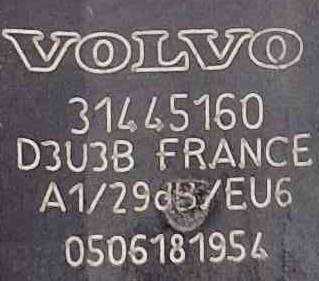 VOLVO
31445160
D3U3B FRANCE
A1/29dB/EU6
0506181954